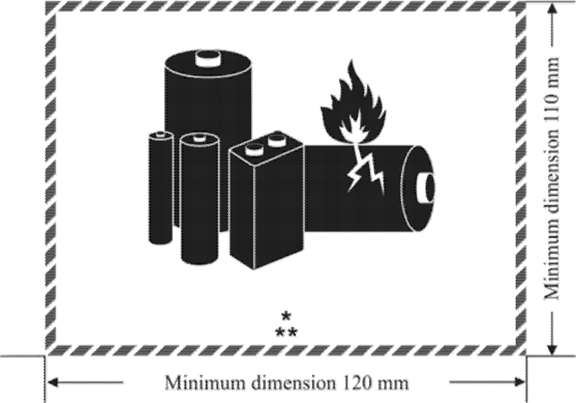 Minimum dimension 110 mm
*
**
Minimum dimension 120 mm